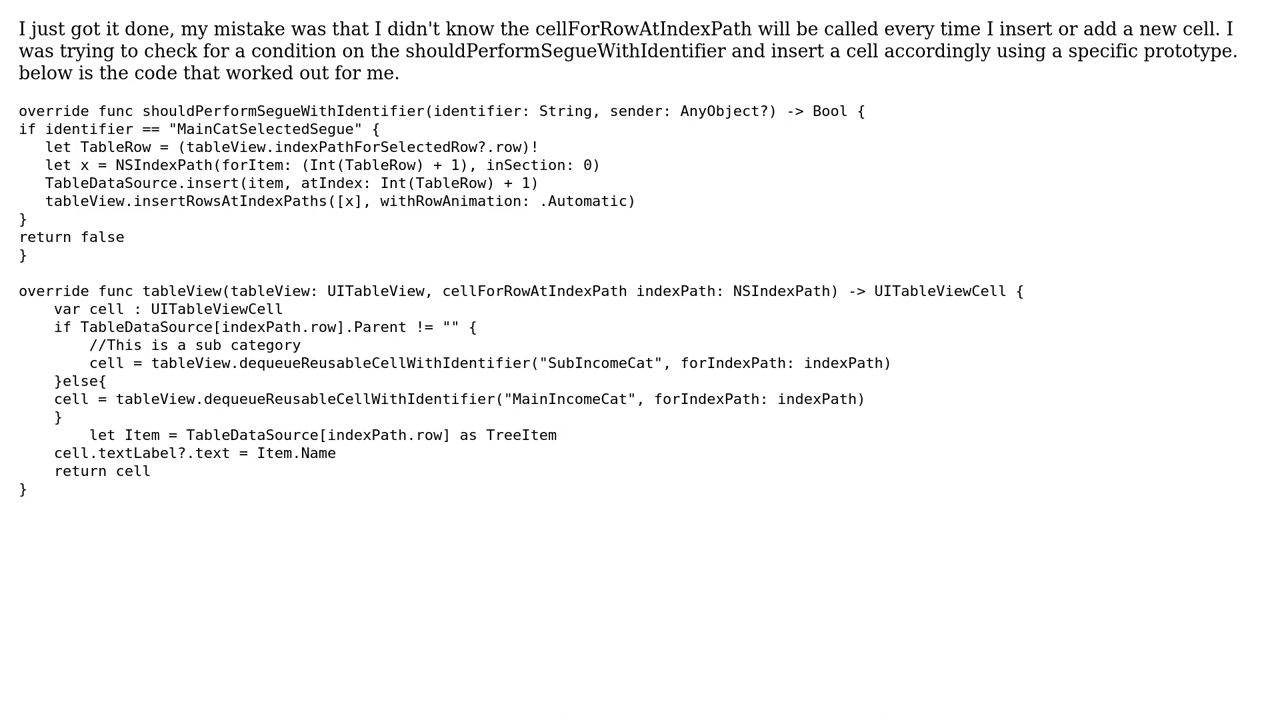 I just got it done, my mistake was that I didn't know the cellForRowAtIndexPath will be called every time I insert or add a new cell. I
was trying to check for a condition on the shouldPerformSegueWithIdentifier and insert a cell accordingly using a specific prototype.
below is the code that worked out for me.

override func shouldPerformSegueWithIdentifier(identifier: String, sender: AnyObject?) -> Bool {
if identifier == "MainCatSelectedSegue" {
   let TableRow = (tableView.indexPathForSelectedRow?.row)!
   let x = NSIndexPath(forItem: (Int(TableRow) + 1), inSection: 0)
   TableDataSource.insert(item, atIndex: Int(TableRow) + 1)
   tableView.insertRowsAtIndexPaths([x], withRowAnimation: .Automatic)
}
return false
}

override func tableView(tableView: UITableView, cellForRowAtIndexPath indexPath: NSIndexPath) -> UITableViewCell {
    var cell : UITableViewCell
    if TableDataSource[indexPath.row].Parent != "" {
        //This is a sub category
        cell = tableView.dequeueReusableCellWithIdentifier("SubIncomeCat", forIndexPath: indexPath)
    }else{
    cell = tableView.dequeueReusableCellWithIdentifier("MainIncomeCat", forIndexPath: indexPath)
    }
        let Item = TableDataSource[indexPath.row] as TreeItem
    cell.textLabel?.text = Item.Name
    return cell
}